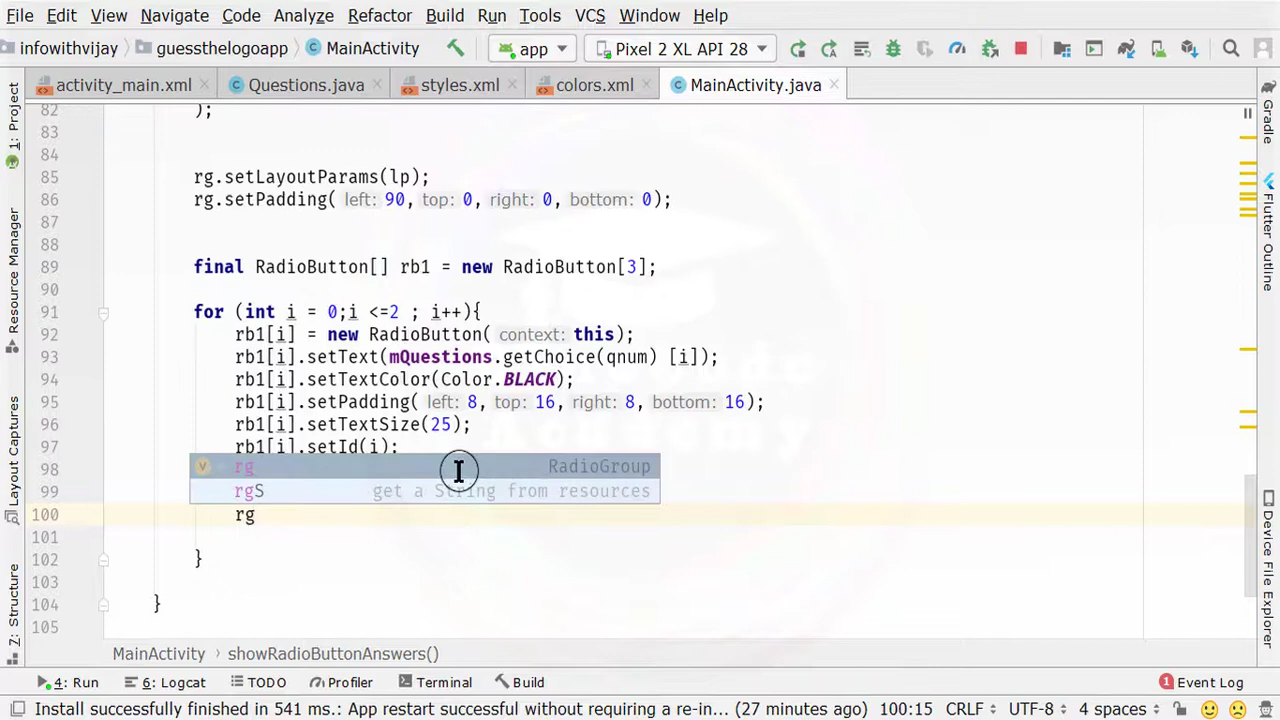 File Edit View Navigate Code Analyze Refactor Build Run Tools VCS Window Help
infowithvijay guessthelogoapp MainActivity app Pixel 2 XL API 28
activity_main.xml Questions.java styles.xml colors.xml MainActivity.java
1: Project
Resource Manager
Layout Captures
Z: Structure
82 );
83
84
85 rg.setLayoutParams(lp);
86 rg.setPadding( left: 90, top: 0, right: 0, bottom: 0);
87
88
89 final RadioButton[] rb1 = new RadioButton[3];
90
91 for (int i = 0;i <=2 ; i++){
92 rb1[i] = new RadioButton( context: this);
93 rb1[i].setText(mQuestions.getChoice(qnum) [i]);
94 rb1[i].setTextColor(Color.BLACK);
95 rb1[i].setPadding( left: 8, top: 16, right: 8, bottom: 16);
96 rb1[i].setTextSize(25);
97 rb1[i].setId(i);
98 rg RadioGroup
99 rgS get a String from resources
100 rg
101
102 }
103
104 }
105
Gradle
Flutter Outline
Device File Explorer
MainActivity › showRadioButtonAnswers()
4: Run 6: Logcat TODO Profiler Terminal Build 1 Event Log
Install successfully finished in 541 ms.: App restart successful without requiring a re-in... (27 minutes ago) 100:15 CRLF UTF-8 4 spaces